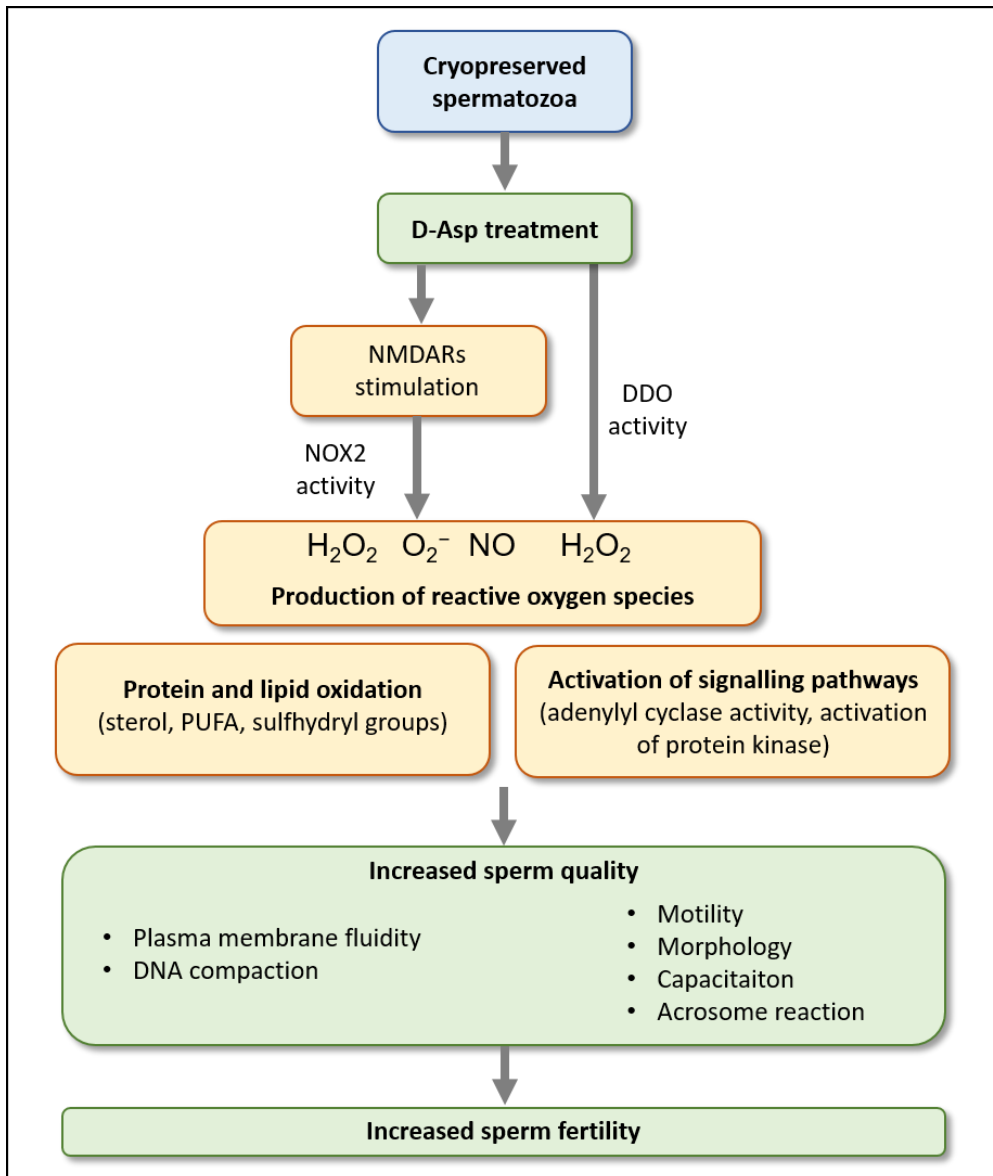 Cryopreserved
spermatozoa
D-Asp treatment
NMDARs
stimulation
DDO
activity
NOX2
activity
H₂O₂ O₂⁻ NO H₂O₂
Production of reactive oxygen species
Protein and lipid oxidation
(sterol, PUFA, sulfhydryl groups)
Activation of signalling pathways
(adenylyl cyclase activity, activation
of protein kinase)
Increased sperm quality
• Plasma membrane fluidity
• DNA compaction
• Motility
• Morphology
• Capacitaiton
• Acrosome reaction
Increased sperm fertility